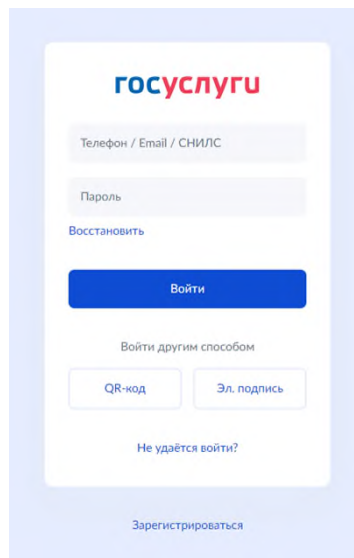 госуслуги
Телефон / Email / СНИЛС
Пароль
Восстановить
Войти
Войти другим способом
QR-код
Эл. подпись
Не удаётся войти?
Зарегистрироваться